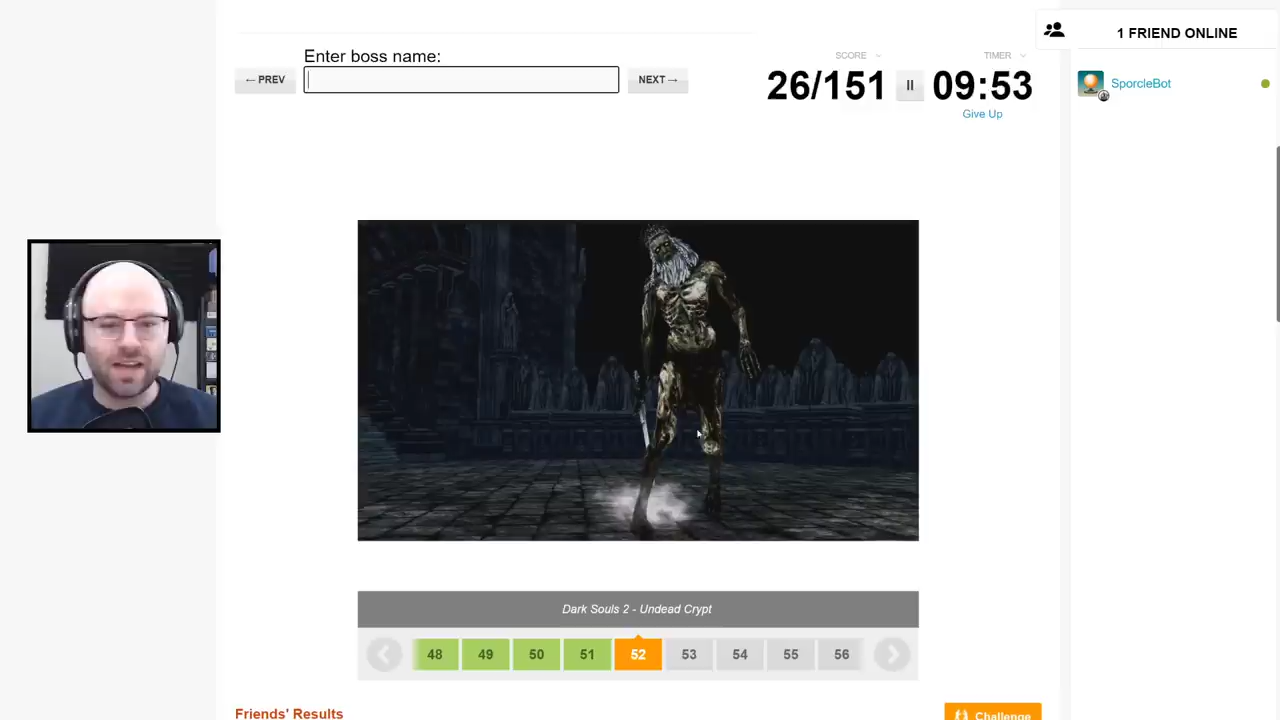 1 FRIEND ONLINE
SporcleBot
Enter boss name:
← PREV
NEXT →
SCORE
26/151
TIMER
09:53
Give Up
Dark Souls 2 - Undead Crypt
48 49 50 51 52 53 54 55 56
Friends' Results
Challenge